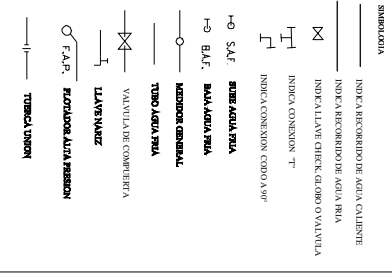 SIMBOLOGIA
INDICA RECORRIDO DE AGUA CALIENTE
INDICA RECORRIDO DE AGUA FRIA
INDICA LLAVE CHECK, GLOBO O VALVULA
INDICA CONEXION "T"
INDICA CONEXION CODO A 90°
S.A.F. SUBE AGUA FRIA
B.A.F. BAJA AGUA FRIA
MEDIDOR GENERAL
TUBO AGUA FRIA
VALVULA DE COMPUERTA
LLAVE NARIZ
F.A.P. FLOTADOR ALTA PRESION
TUERCA UNION